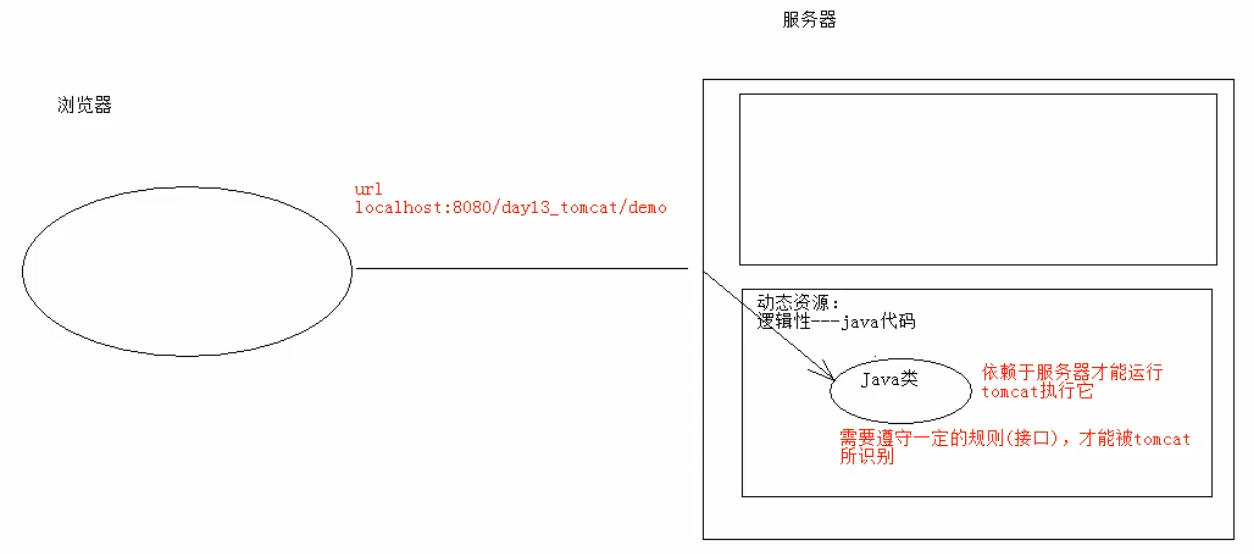 服务器
浏览器
url
localhost:8080/day13_tomcat/demo
动态资源:
逻辑性---java代码
Java类
依赖于服务器才能运行
tomcat执行它
需要遵守一定的规则(接口),才能被tomcat
所识别